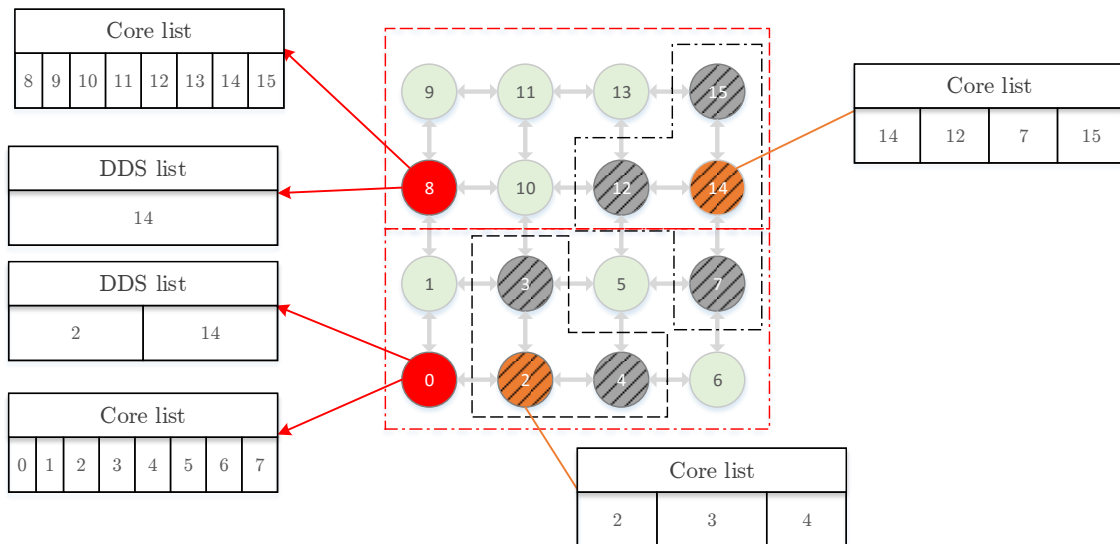 Core list
8 9 10 11 12 13 14 15
DDS list
14
DDS list
2 14
Core list
0 1 2 3 4 5 6 7
9 11 13 15
8 10 12 14
1 3 5 7
0 2 4 6
Core list
14 12 7 15
Core list
2 3 4